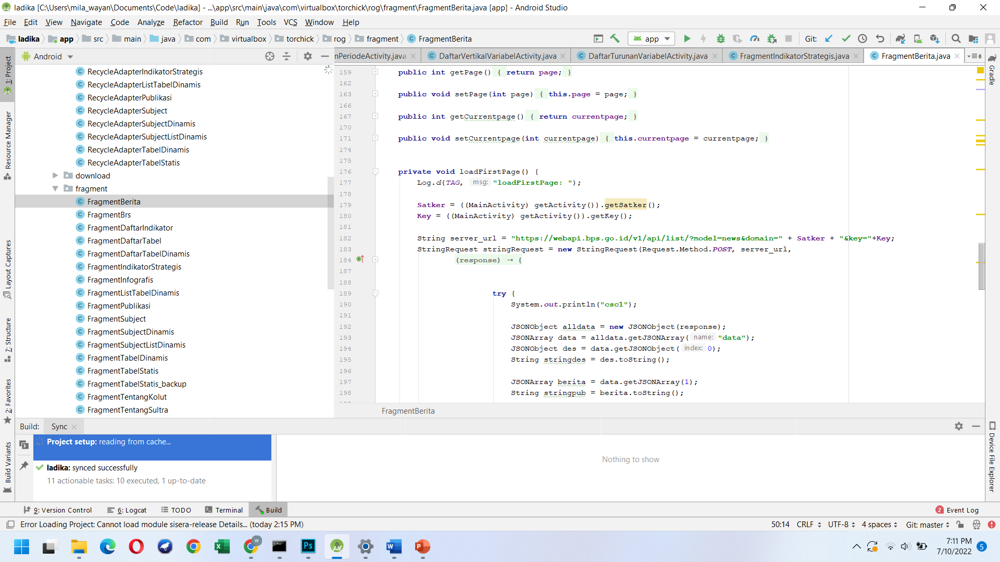 ladika [C:\Users\mila_wayan\Documents\Code\ladika] - ...\app\src\main\java\com\virtualbox\torchick\rog\fragment\FragmentBerita.java [app] - Android Studio
File Edit View Navigate Code Analyze Refactor Build Run Tools VCS Window Help
ladika app src main java com virtualbox torchick rog fragment FragmentBerita
app Git:
Android
nPeriodeActivity.java DaftarVertikalVariabelActivity.java DaftarTurunanVariabelActivity.java FragmentIndikatorStrategis.java FragmentBerita.java 6
1: Project
Resource Manager
Layout Captures
7: Structure
2: Favorites
Build Variants
RecycleAdapterIndikatorStrategis
RecycleAdapterListTabelDinamis
RecycleAdapterPublikasi
RecycleAdapterSubject
RecycleAdapterSubjectDinamis
RecycleAdapterSubjectListDinamis
RecycleAdapterTabelDinamis
RecycleAdapterTabelStatis
download
fragment
FragmentBerita
FragmentBrs
FragmentDaftarIndikator
FragmentDaftarTabel
FragmentDaftarTabelDinamis
FragmentIndikatorStrategis
FragmentInfografis
FragmentListTabelDinamis
FragmentPublikasi
FragmentSubject
FragmentSubjectDinamis
FragmentSubjectListDinamis
FragmentTabelDinamis
FragmentTabelStatis
FragmentTabelStatis_backup
FragmentTentangKolut
FragmentTentangSultra
159 public int getPage() { return page; }
162
163 public void setPage(int page) { this.page = page; }
166
167 public int getCurrentpage() { return currentpage; }
170
171 public void setCurrentpage(int currentpage) { this.currentpage = currentpage; }
174
175
176 private void loadFirstPage() {
177 Log.d(TAG, msg: "loadFirstPage: ");
178
179 Satker = ((MainActivity) getActivity()).getSatker();
180 Key = ((MainActivity) getActivity()).getKey();
181
182 String server_url = "https://webapi.bps.go.id/v1/api/list/?model=news&domain=" + Satker + "&key="+Key;
183 StringRequest stringRequest = new StringRequest(Request.Method.POST, server_url,
184 (response) → {
187
188
189 try {
190 System.out.println("csc1");
191
192 JSONObject alldata = new JSONObject(response);
193 JSONArray data = alldata.getJSONArray( name: "data");
194 JSONObject des = data.getJSONObject( index: 0);
195 String stringdes = des.toString();
196
197 JSONArray berita = data.getJSONArray(1);
198 String stringpub = berita.toString();
FragmentBerita
Gradle
Device File Explorer
Build: Sync
Project setup: reading from cache...
ladika: synced successfully
11 actionable tasks: 10 executed, 1 up-to-date
Nothing to show
9: Version Control 6: Logcat TODO Terminal Build 2 Event Log
Error Loading Project: Cannot load module sisera-release Details... (today 2:15 PM) 50:14 CRLF UTF-8 4 spaces Git: master
W
Ps
7:11 PM
7/10/2022
5